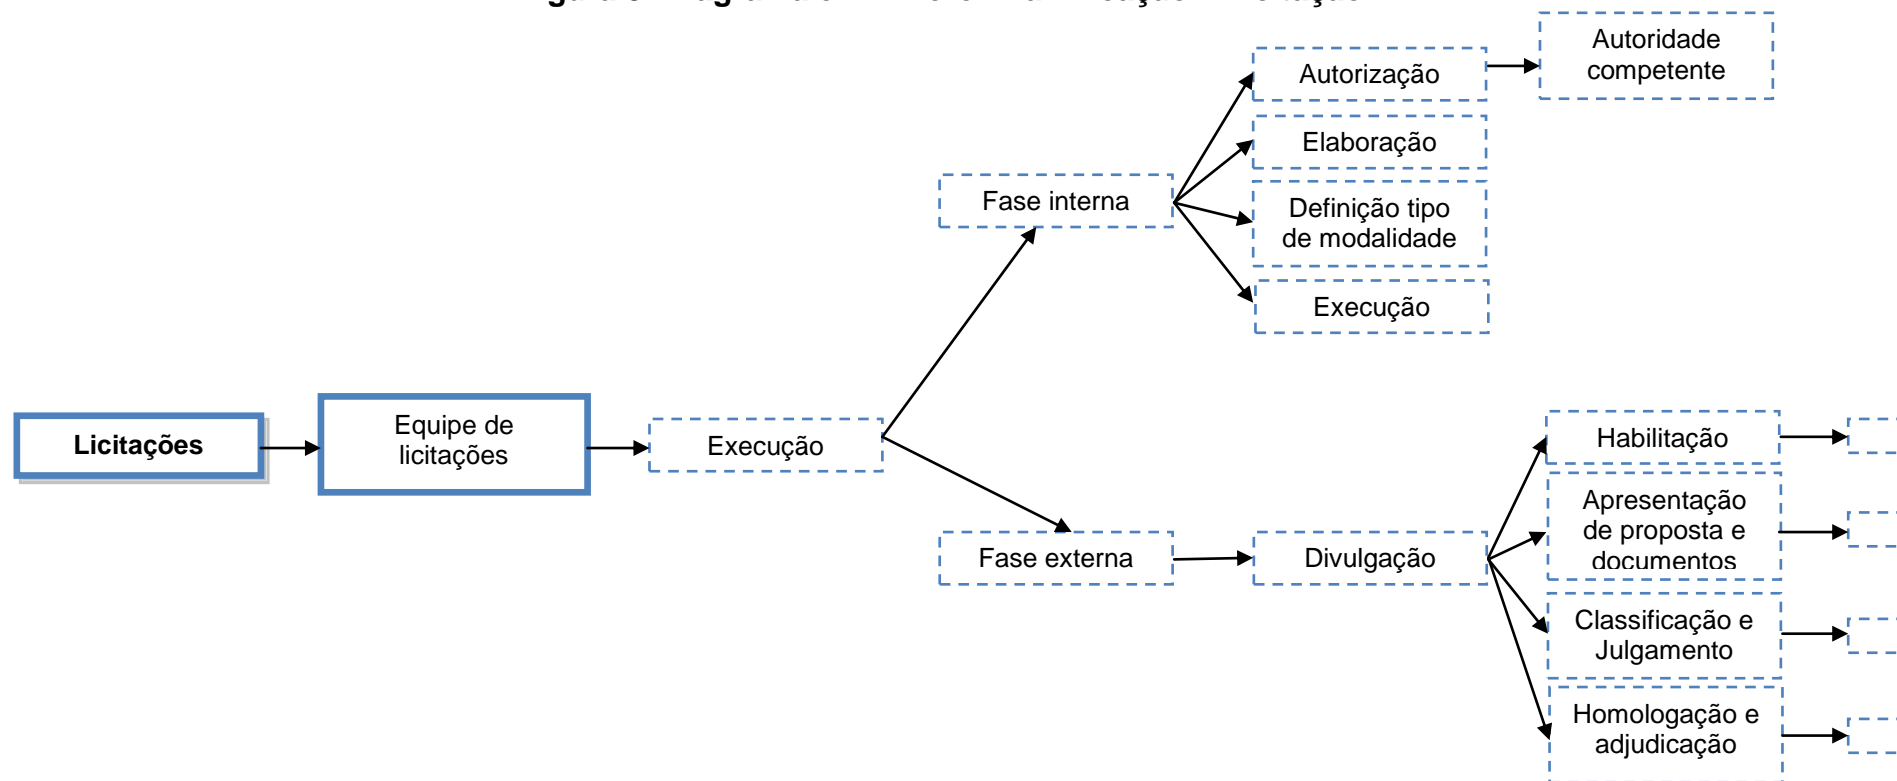 Autoridade
competente
Autorização
Elaboração
Fase interna
Definição tipo
de modalidade
Execução
Licitações
Equipe de
licitações
Execução
Fase externa
Divulgação
Habilitação
Apresentação
de proposta e
documentos
Classificação e
Julgamento
Homologação e
adjudicação